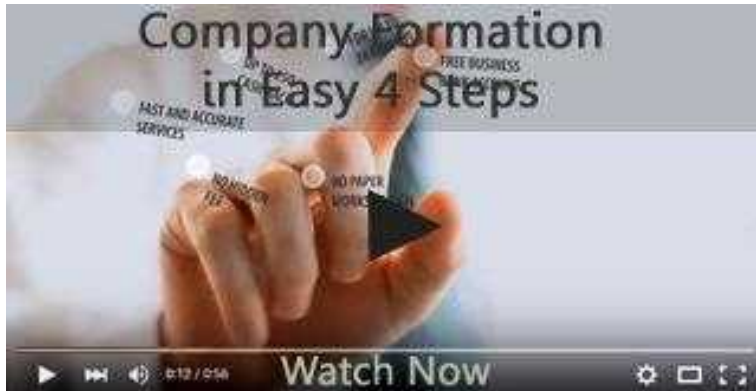 Company Formation
in Easy 4 Steps
FREE BUSINESS
FAST AND ACCURATE
SERVICES
NO HIDDEN
FEE
NO PAPER
0:12 / 0:56
Watch Now